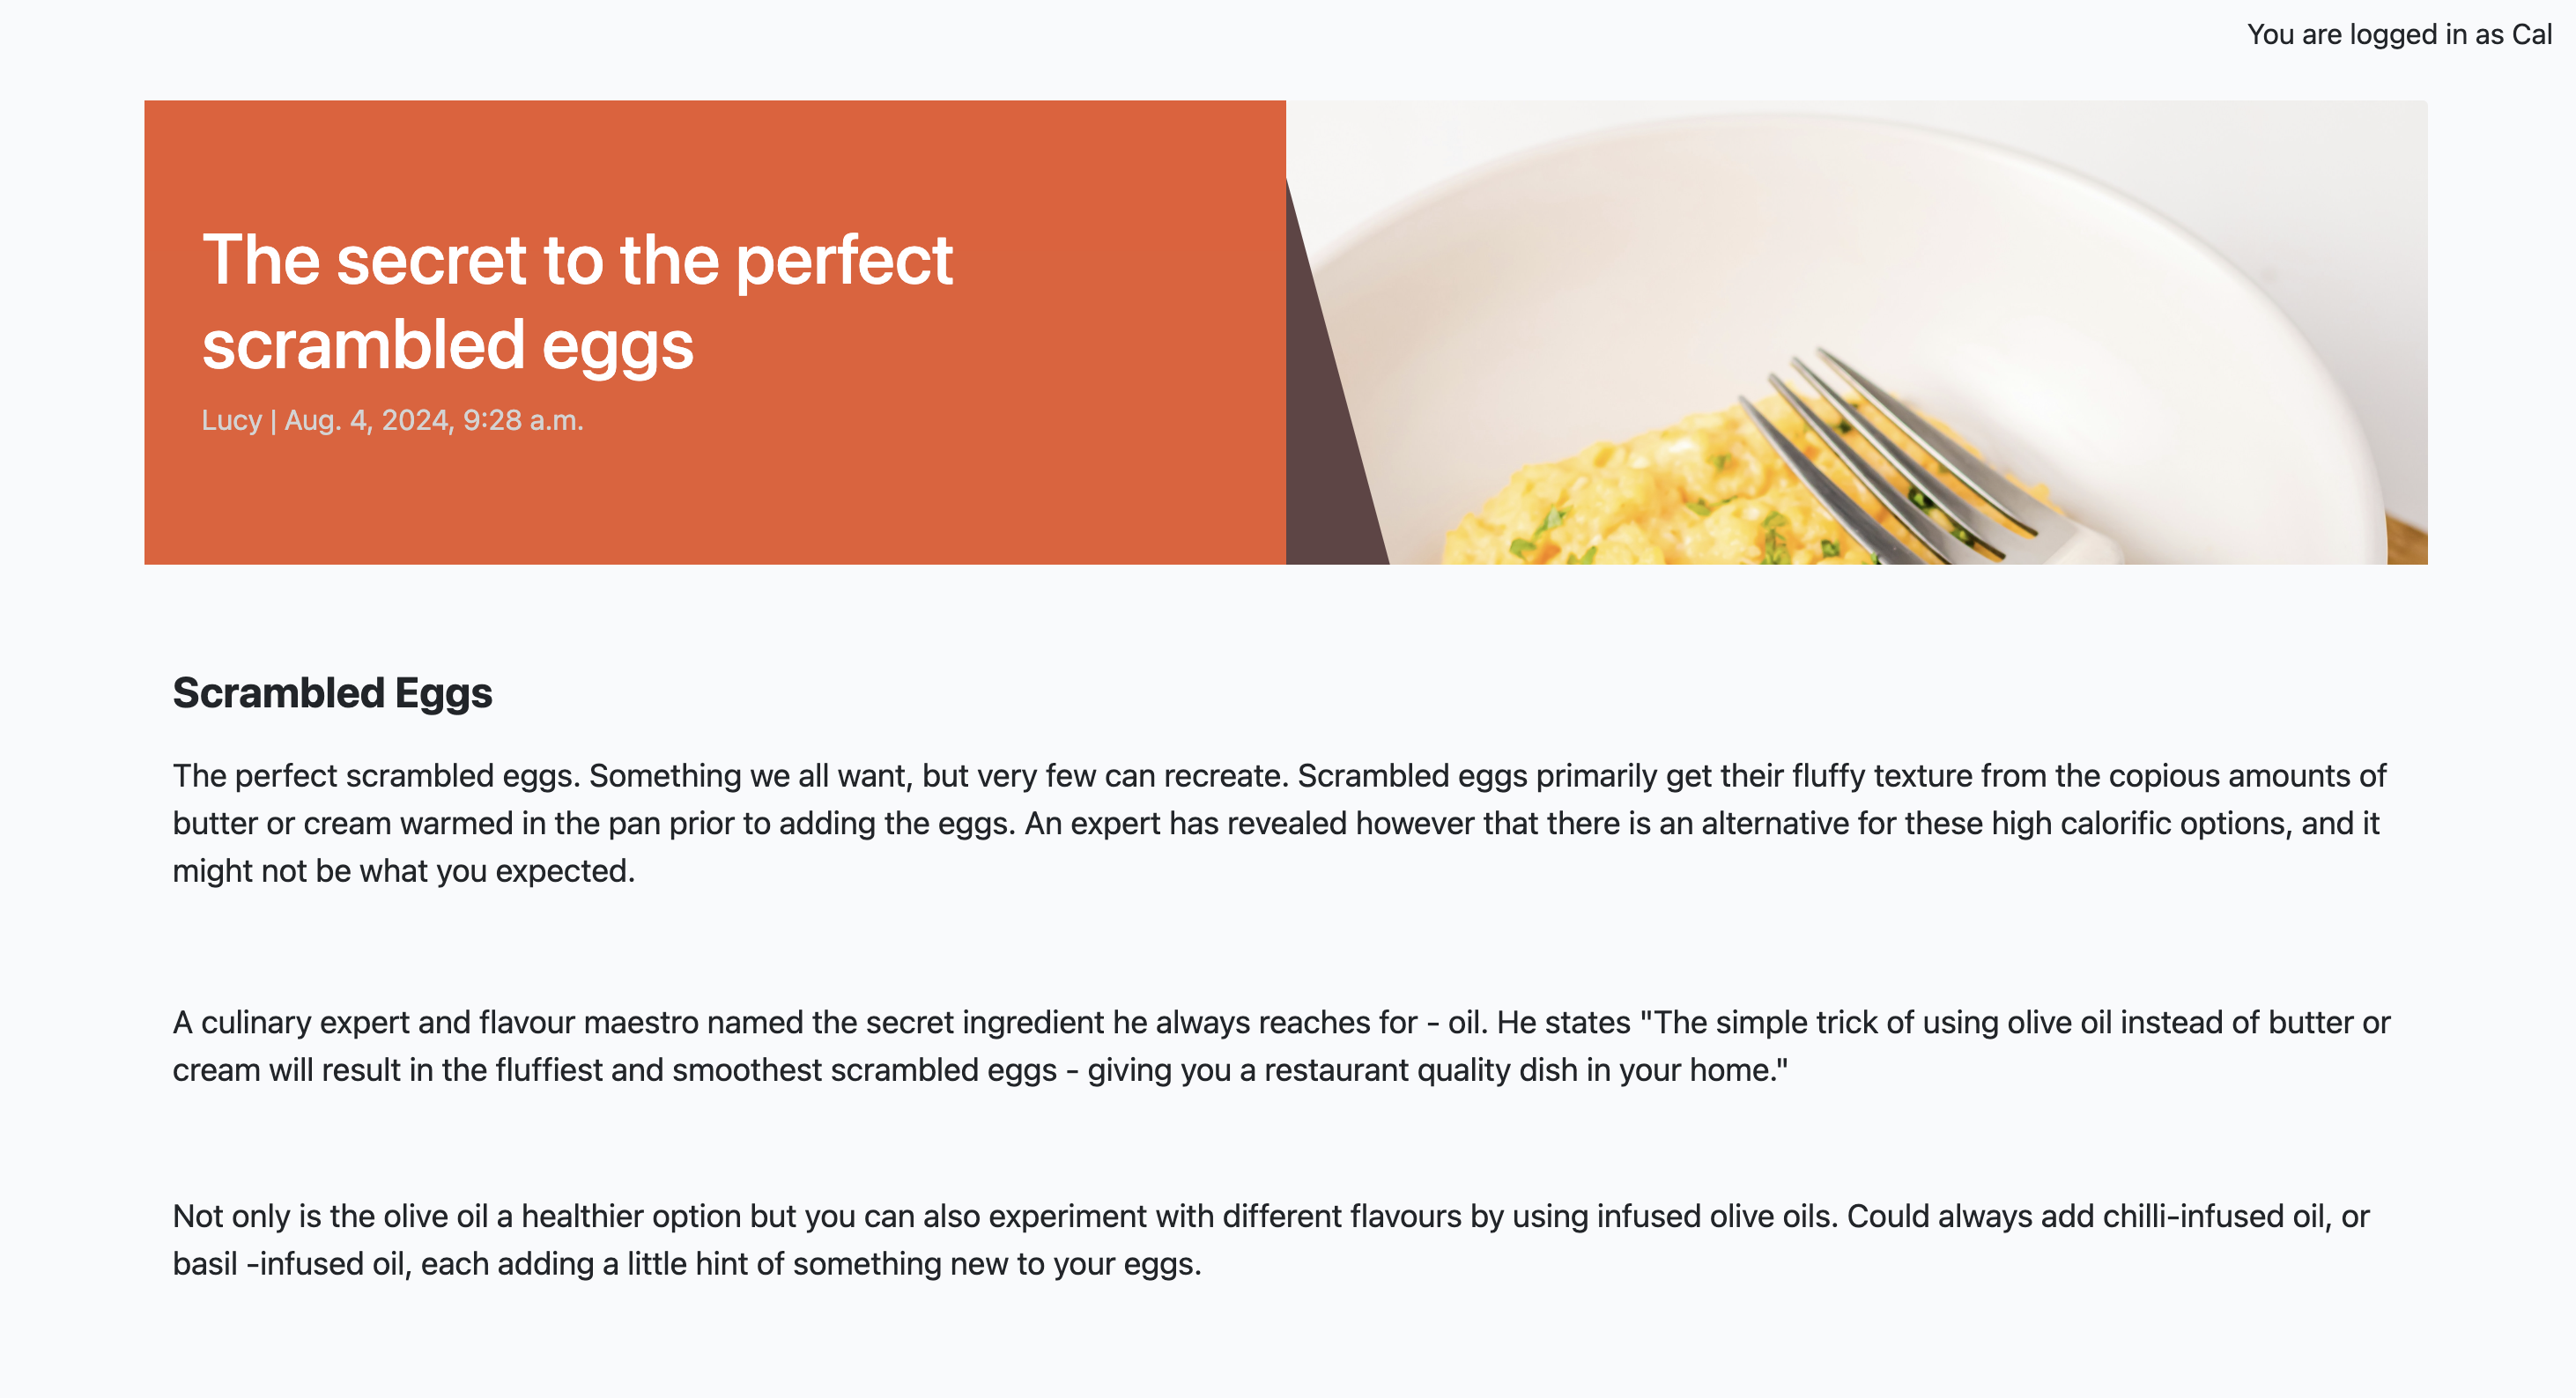 You are logged in as Cal
The secret to the perfect
scrambled eggs
Lucy | Aug. 4, 2024, 9:28 a.m.
Scrambled Eggs
The perfect scrambled eggs. Something we all want, but very few can recreate. Scrambled eggs primarily get their fluffy texture from the copious amounts of
butter or cream warmed in the pan prior to adding the eggs. An expert has revealed however that there is an alternative for these high calorific options, and it
might not be what you expected.
A culinary expert and flavour maestro named the secret ingredient he always reaches for - oil. He states "The simple trick of using olive oil instead of butter or
cream will result in the fluffiest and smoothest scrambled eggs - giving you a restaurant quality dish in your home."
Not only is the olive oil a healthier option but you can also experiment with different flavours by using infused olive oils. Could always add chilli-infused oil, or
basil -infused oil, each adding a little hint of something new to your eggs.